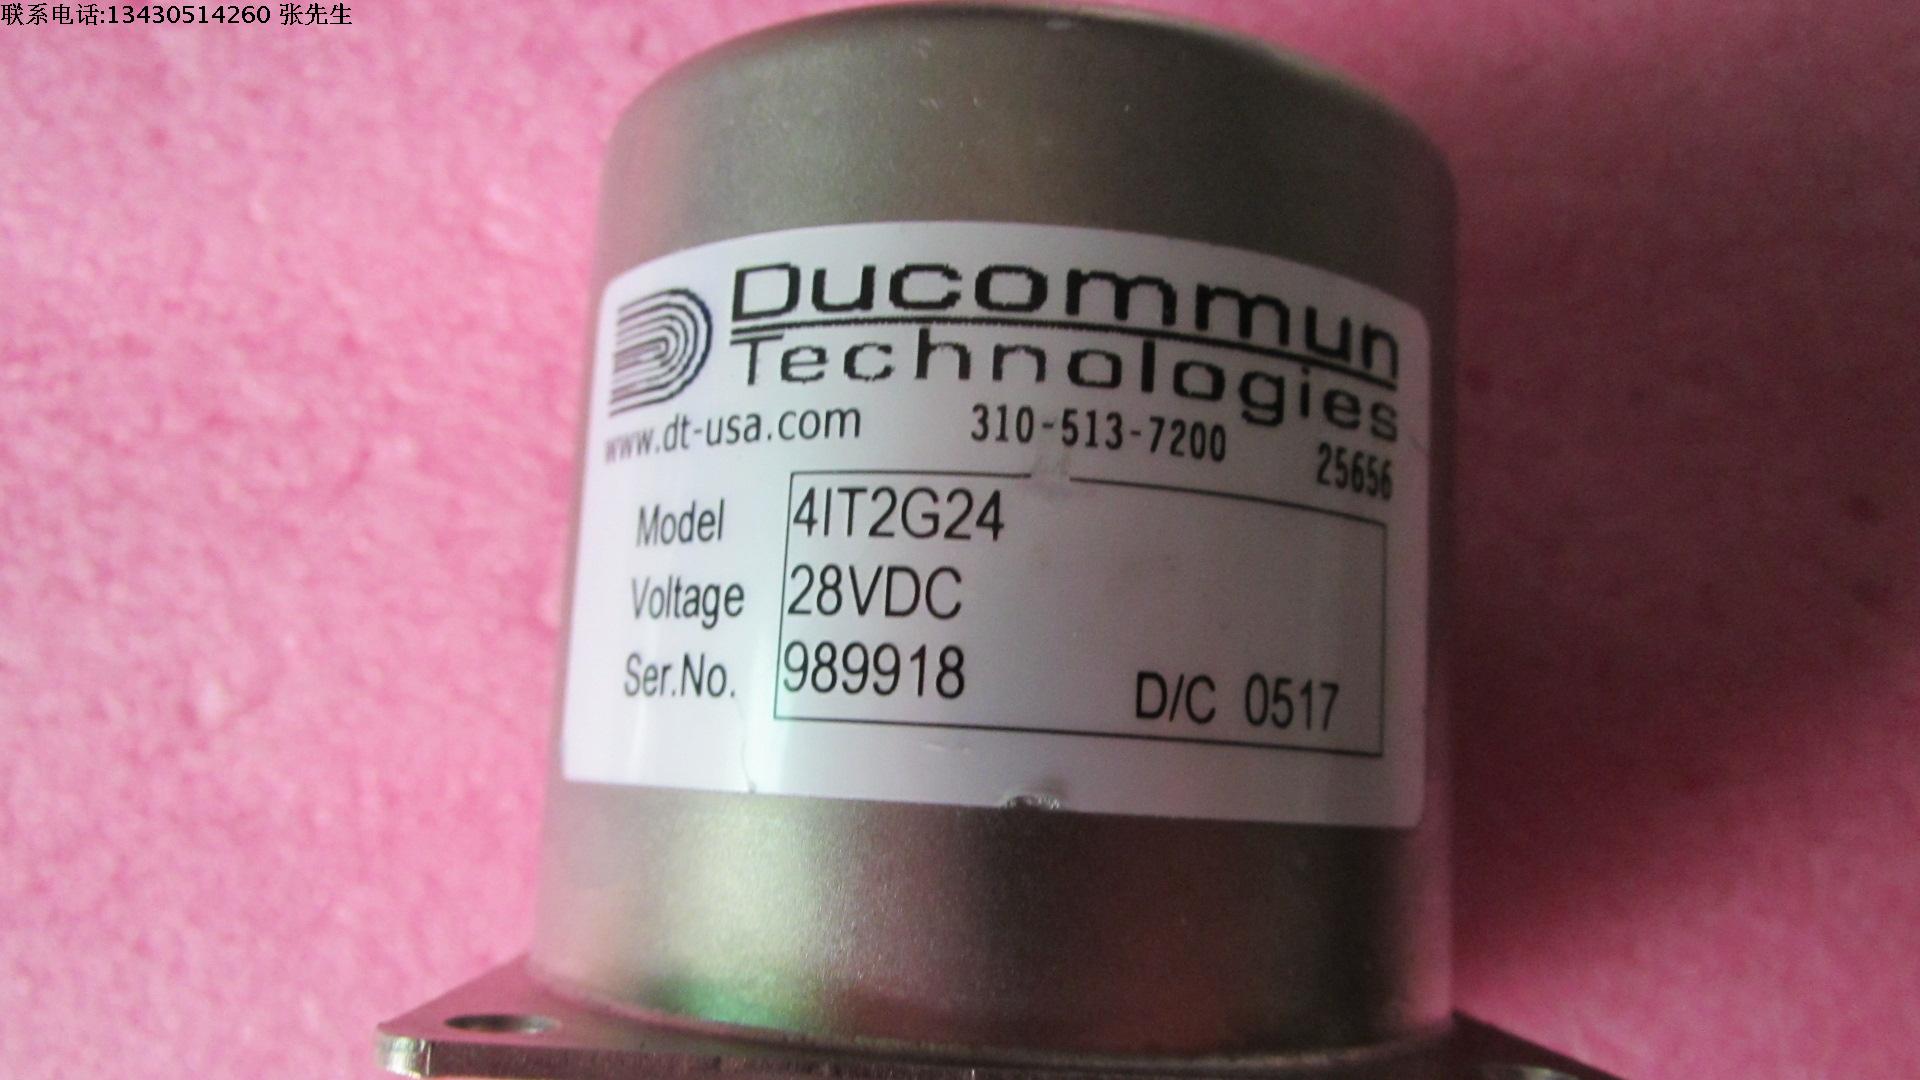 联系电话:13430514260 张先生
Ducommun
Technologies
www.dt-usa.com 310-513-7200 25656
Model 4IT2G24
Voltage 28VDC
Ser.No. 989918 D/C 0517